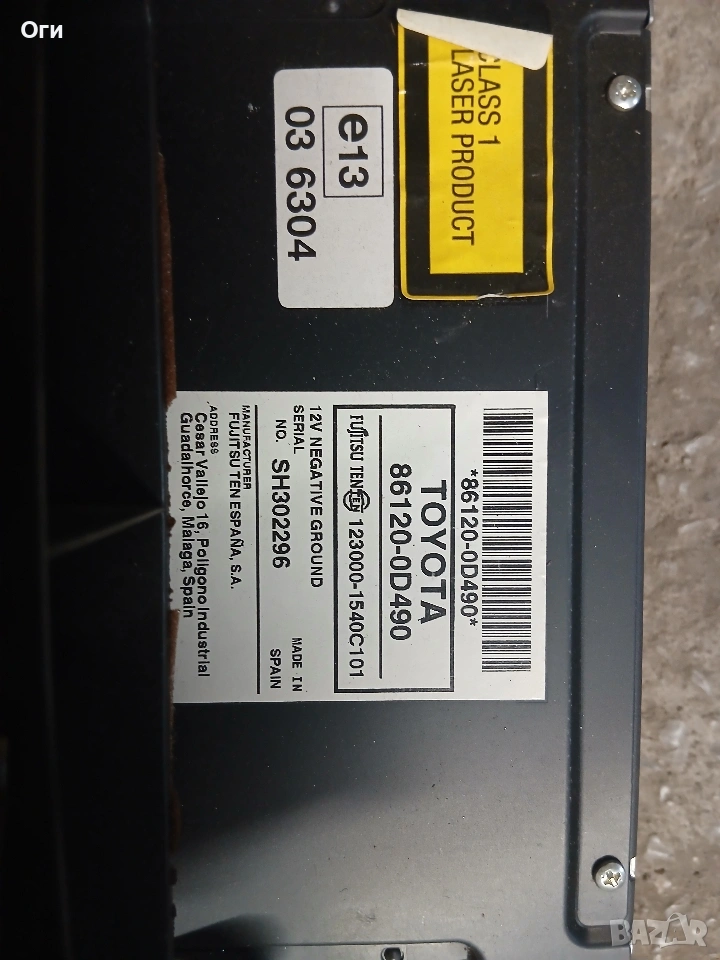 Оги
CLASS 1
LASER PRODUCT
e13
03 6304
*86120-0D490*
TOYOTA
86120-0D490
FUJITSU TEN TEN 123000-1540C101
12V NEGATIVE GROUND
SERIAL NO. SH302296
MADE IN SPAIN
MANUFACTURER
FUJITSU TEN ESPAÑA, S.A.
ADDRESS
Cesar Vallejo 16, Poligono Industrial
Guadalhorce, Malaga, Spain
BAZAR